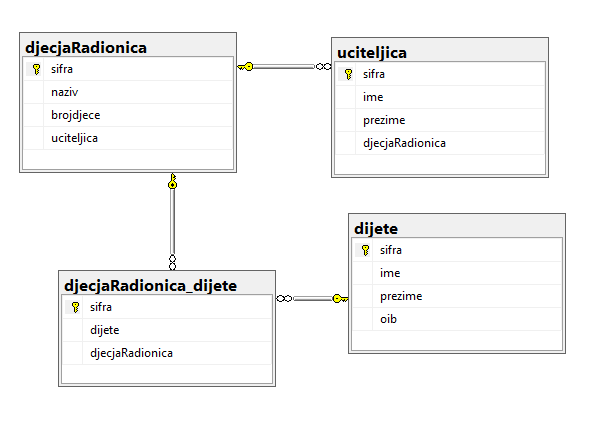 djecjaRadionica
sifra
naziv
brojdjece
uciteljica
uciteljica
sifra
ime
prezime
djecjaRadionica
dijete
sifra
ime
prezime
oib
djecjaRadionica_dijete
sifra
dijete
djecjaRadionica